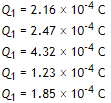 Q₁ = 2.16 × 10⁻⁴ C
Q₁ = 2.47 × 10⁻⁴ C
Q₁ = 4.32 × 10⁻⁴ C
Q₁ = 1.23 × 10⁻⁴ C
Q₁ = 1.85 × 10⁻⁴ C